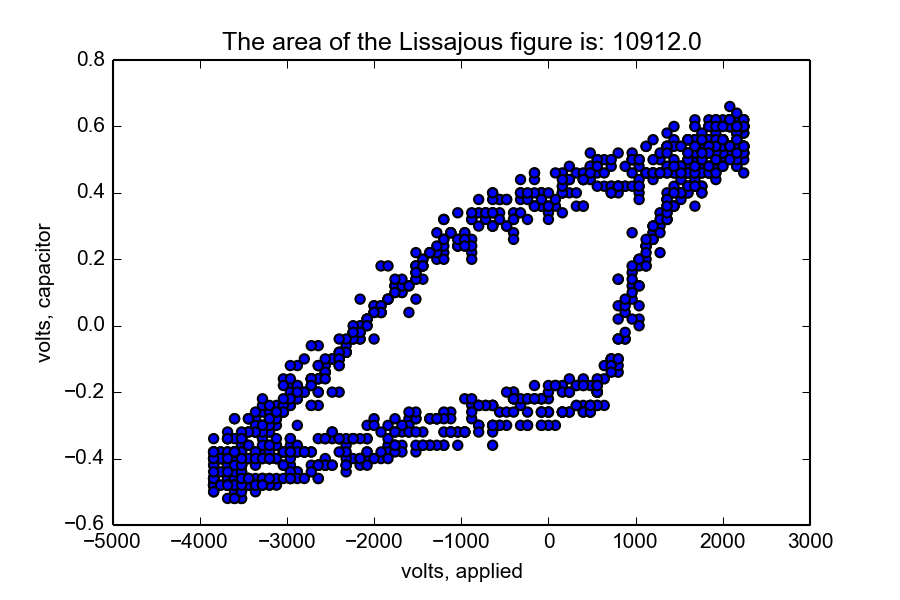 The area of the Lissajous figure is: 10912.0
0.8
0.6
0.4
0.2
0.0
−0.2
−0.4
−0.6
volts, capacitor
−5000 −4000 −3000 −2000 −1000 0 1000 2000 3000
volts, applied